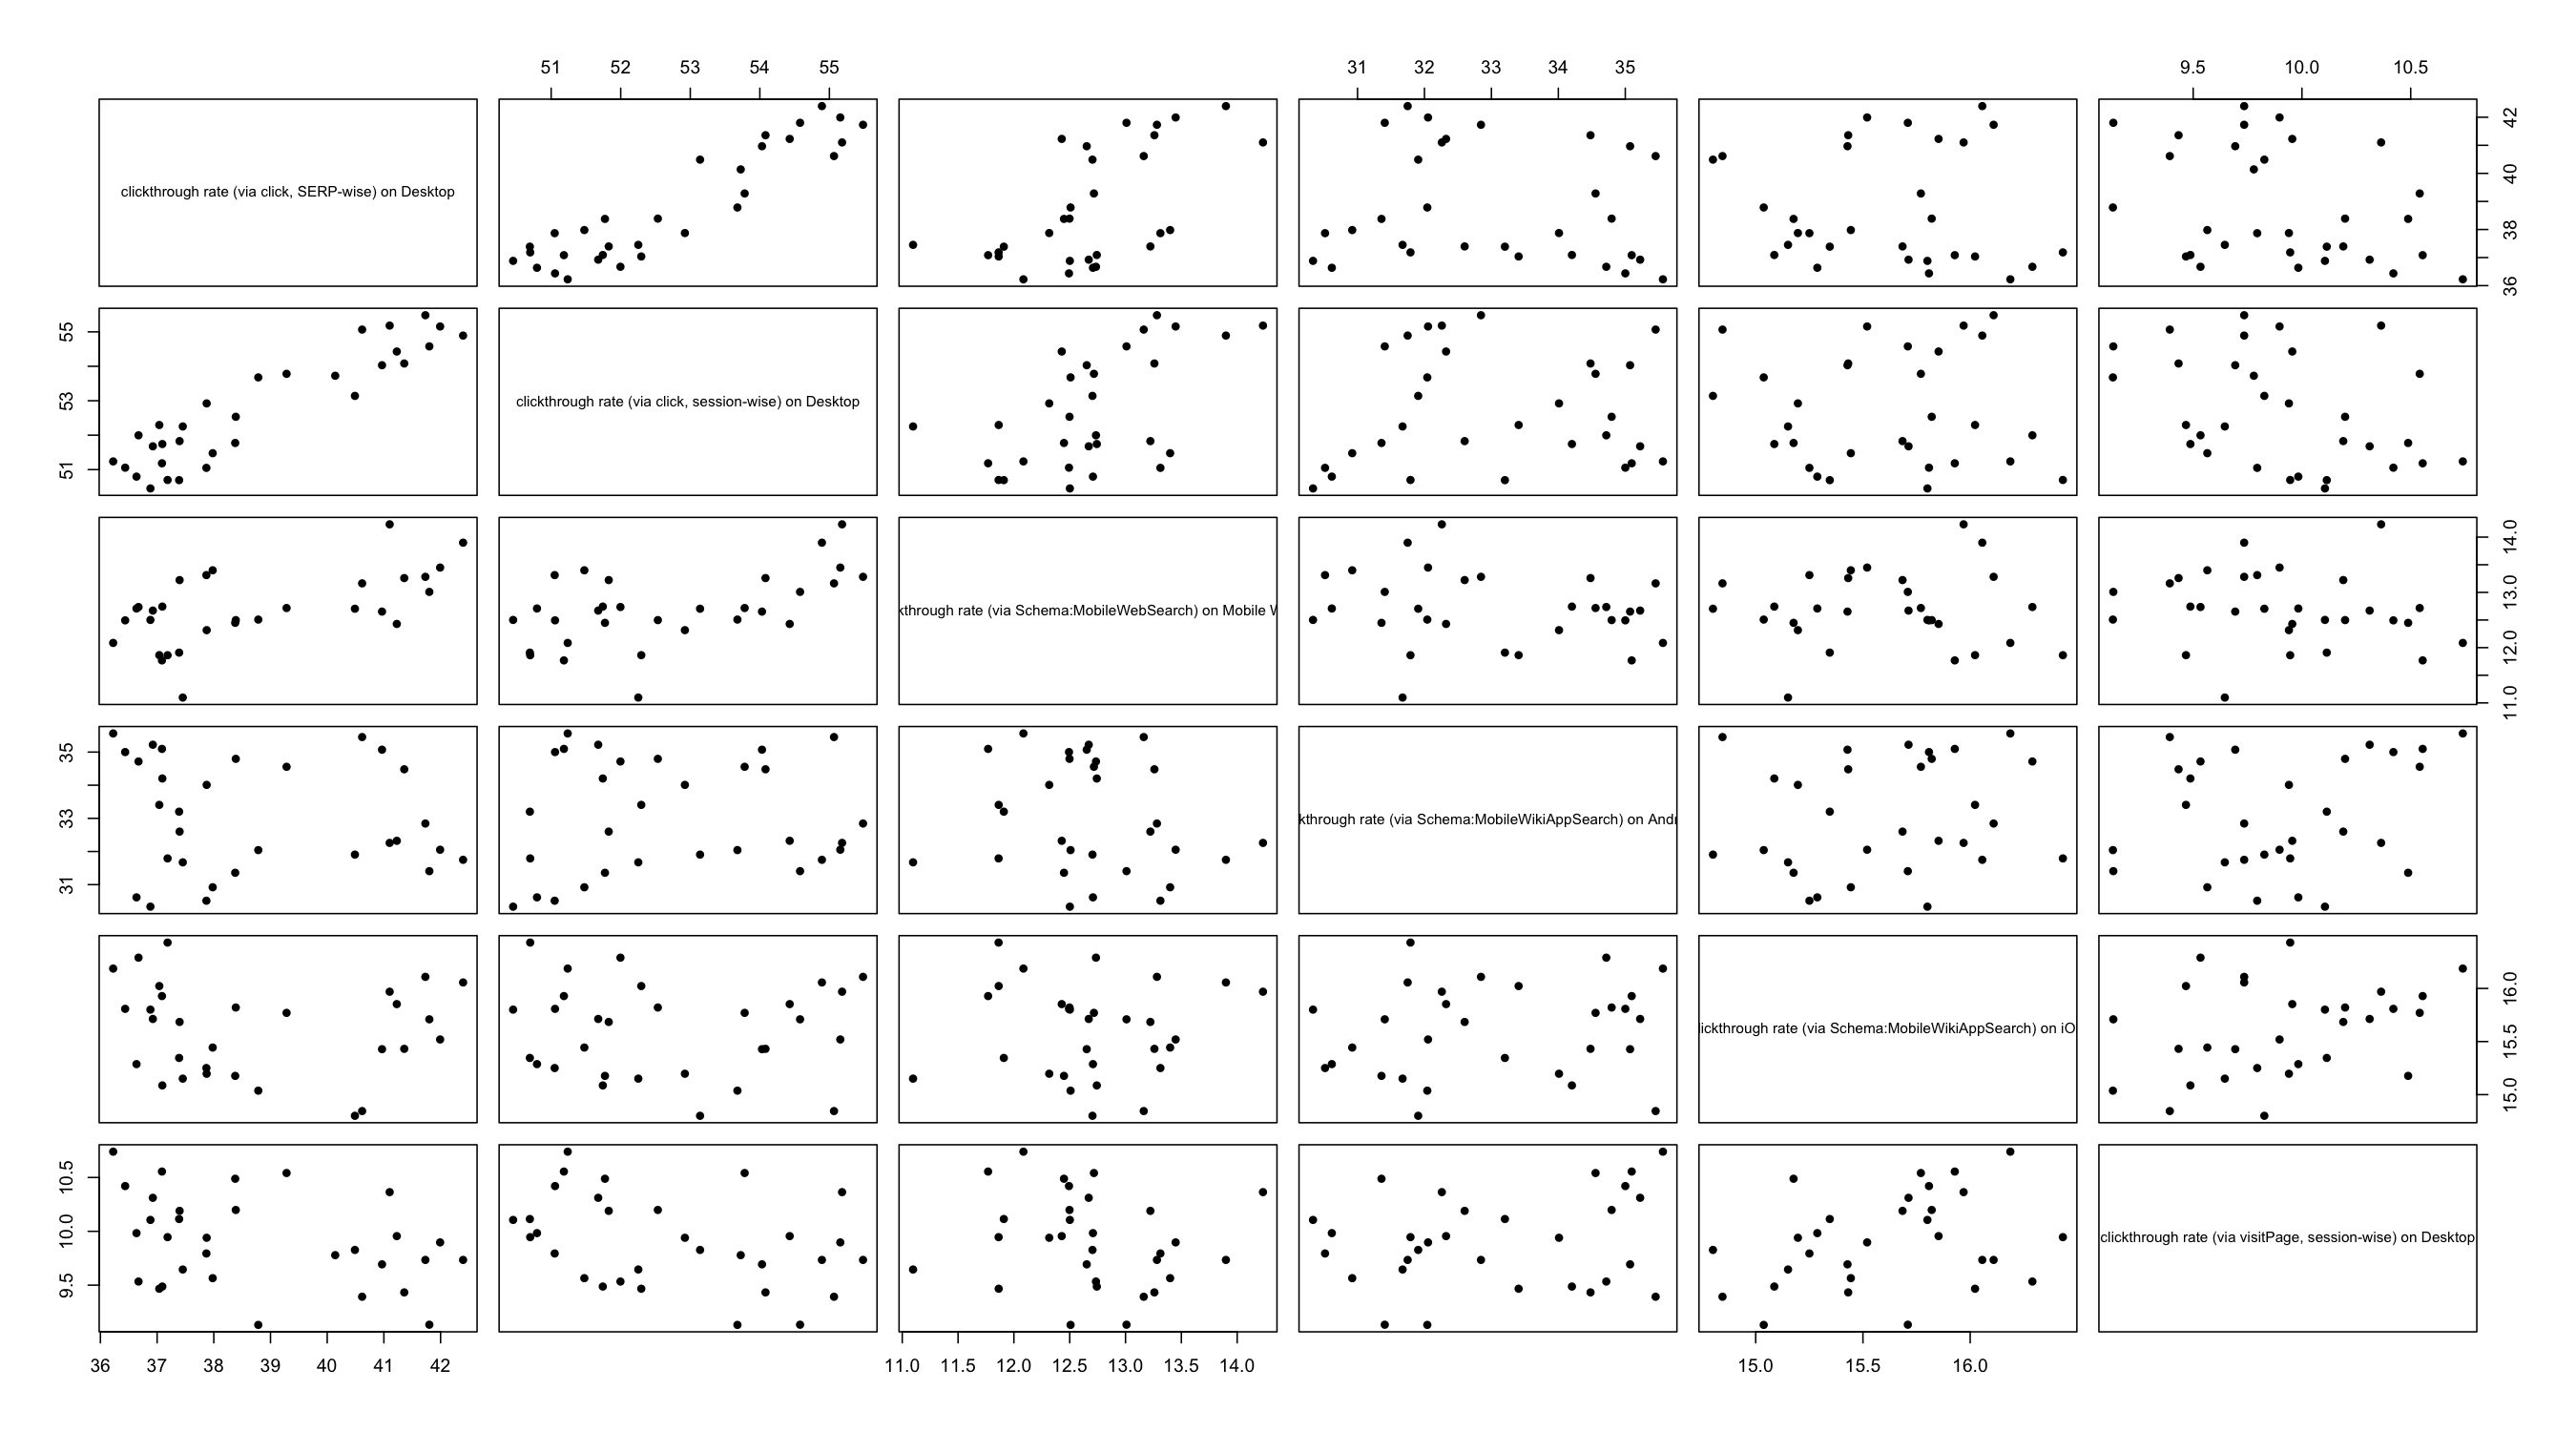 51 52 53 54 55 31 32 33 34 35 9.5 10.0 10.5
clickthrough rate (via click, SERP-wise) on Desktop
36 38 40 42
51 53 55
clickthrough rate (via click, session-wise) on Desktop
kthrough rate (via Schema:MobileWebSearch) on Mobile W
11.0 12.0 13.0 14.0
31 33 35
kthrough rate (via Schema:MobileWikiAppSearch) on Andr
lickthrough rate (via Schema:MobileWikiAppSearch) on iO
15.0 15.5 16.0
9.5 10.0 10.5
clickthrough rate (via visitPage, session-wise) on Desktop
36 37 38 39 40 41 42 11.0 11.5 12.0 12.5 13.0 13.5 14.0 15.0 15.5 16.0